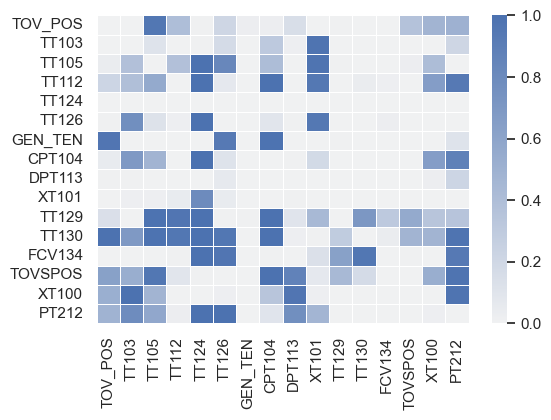 TOV_POS
TT103
TT105
TT112
TT124
TT126
GEN_TEN
CPT104
DPT113
XT101
TT129
TT130
FCV134
TOVSPOS
XT100
PT212
TOV_POS
TT103
TT105
TT112
TT124
TT126
GEN_TEN
CPT104
DPT113
XT101
TT129
TT130
FCV134
TOVSPOS
XT100
PT212
1.0
0.8
0.6
0.4
0.2
0.0